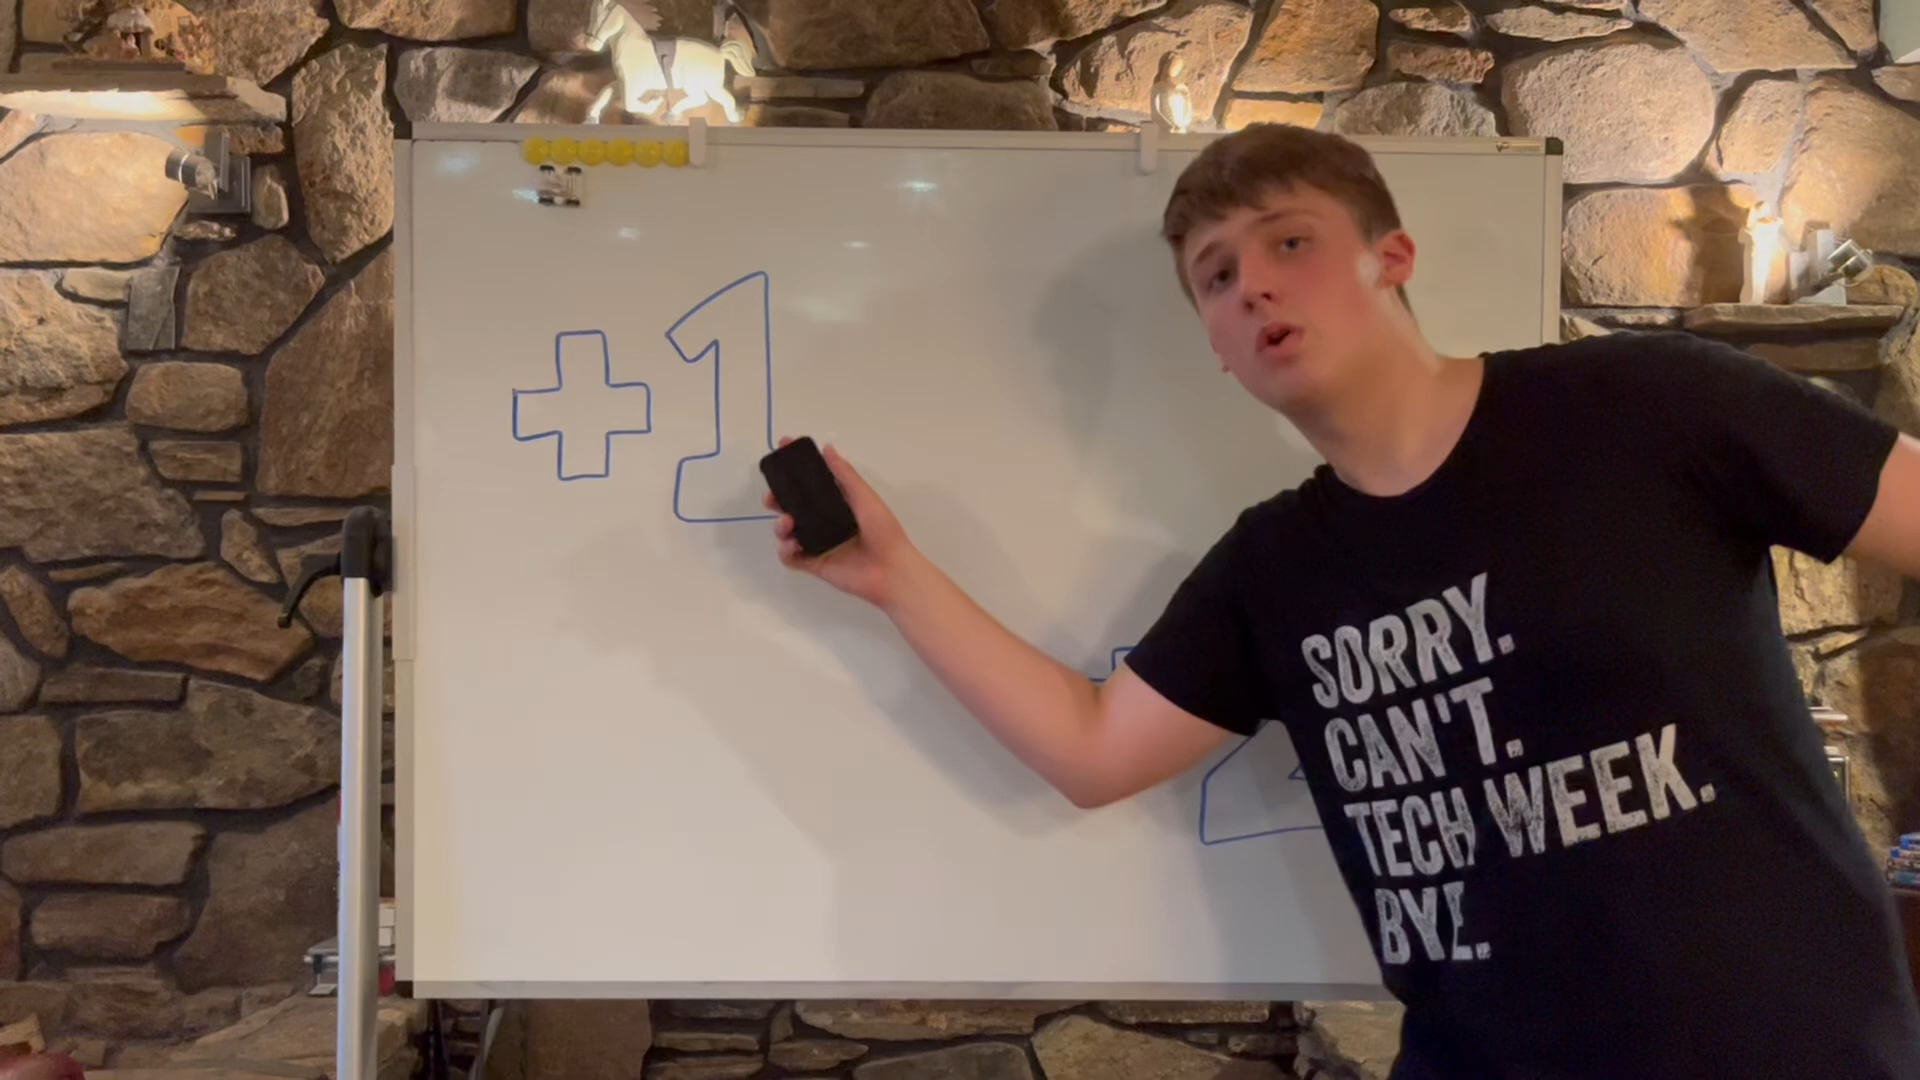 +1
SORRY.
CAN'T.
TECH WEEK.
BYE.